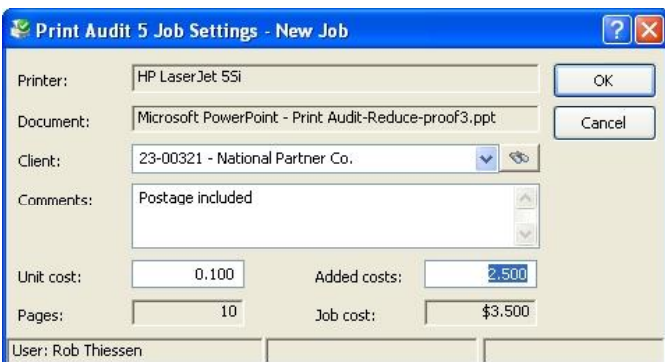 Print Audit 5 Job Settings - New Job
Printer: HP LaserJet 5Si OK
Document: Microsoft PowerPoint - Print Audit-Reduce-proof3.ppt Cancel
Client: 23-00321 - National Partner Co.
Comments: Postage included
Unit cost: 0.100 Added costs: 2.500
Pages: 10 Job cost: $3.500
User: Rob Thiessen